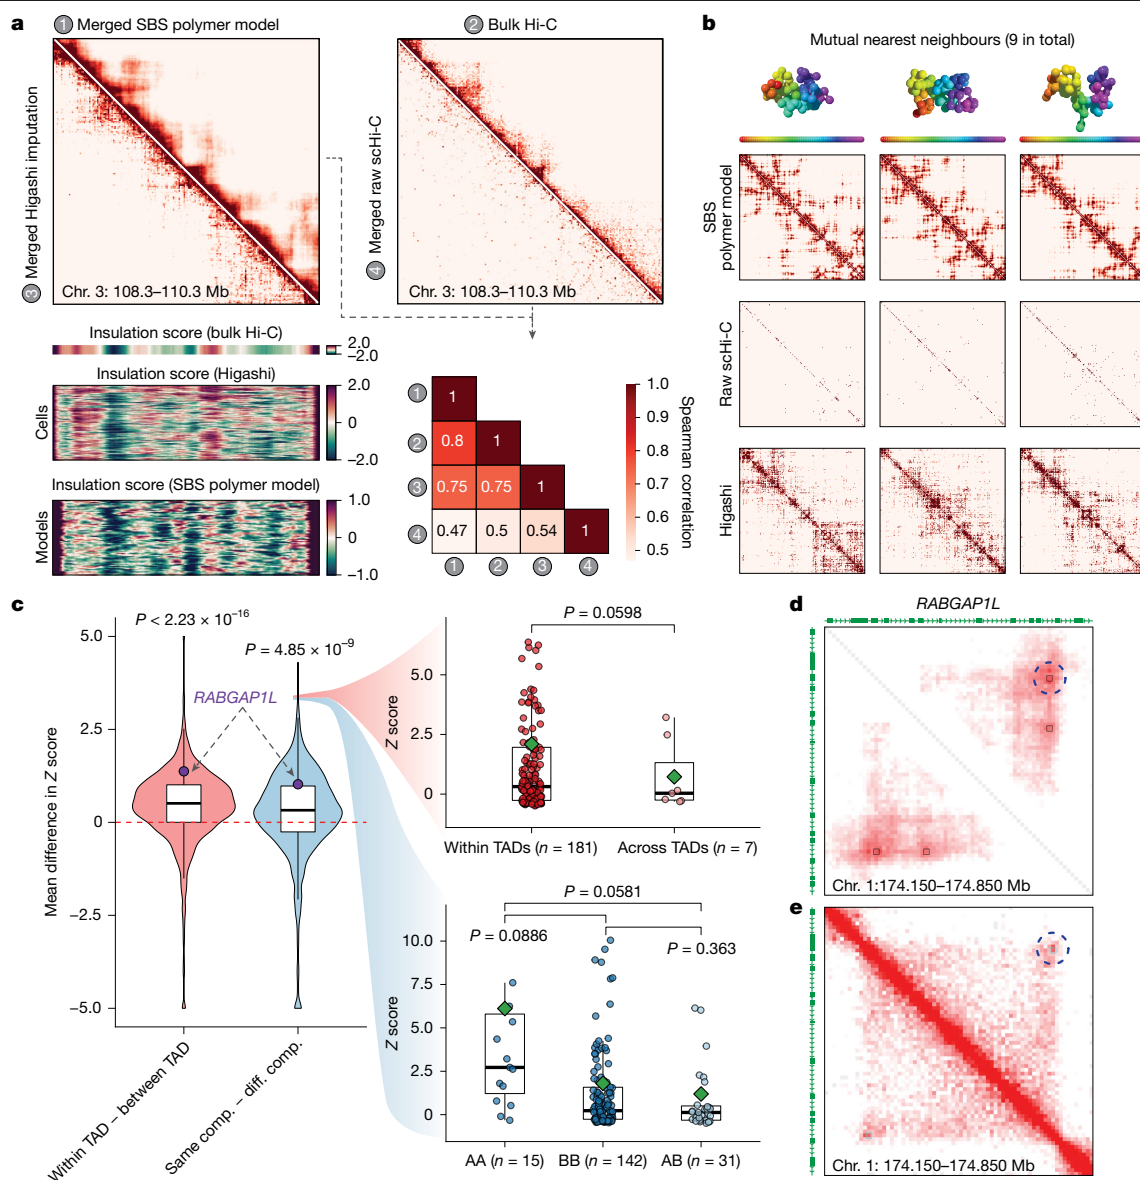 a
1 Merged SBS polymer model
2 Bulk Hi-C
3 Merged Higashi imputation
4 Merged raw scHi-C
Chr. 3: 108.3–110.3 Mb
Chr. 3: 108.3–110.3 Mb
Insulation score (bulk Hi-C)
2.0
−2.0
Insulation score (Higashi)
Cells
2.0
0
−2.0
Insulation score (SBS polymer model)
Models
1.0
0
−1.0
1
1
2
0.8
1
3
0.75
0.75
1
4
0.47
0.5
0.54
1
1
2
3
4
1.0
0.9
0.8
0.7
0.6
0.5
Spearman correlation
b
Mutual nearest neighbours (9 in total)
SBS
polymer model
Raw scHi-C
Higashi
c
P < 2.23 × 10−16
P = 4.85 × 10−9
RABGAP1L
Mean difference in Z score
5.0
2.5
0
−2.5
−5.0
Within TAD – between TAD
Same comp. – diff. comp.
P = 0.0598
Z score
5.0
2.5
0
Within TADs (n = 181)
Across TADs (n = 7)
P = 0.0581
P = 0.0886
P = 0.363
Z score
10.0
7.5
5.0
2.5
0
AA (n = 15)
BB (n = 142)
AB (n = 31)
d
RABGAP1L
Chr. 1:174.150–174.850 Mb
e
Chr. 1: 174.150–174.850 Mb